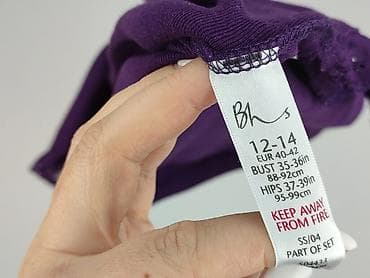 Bhs
12-14
EUR 40-42
BUST 35-36in
88-92cm
HIPS 37-39in
95-99cm
KEEP AWAY
FROM FIRE
SS/04
PART OF SET